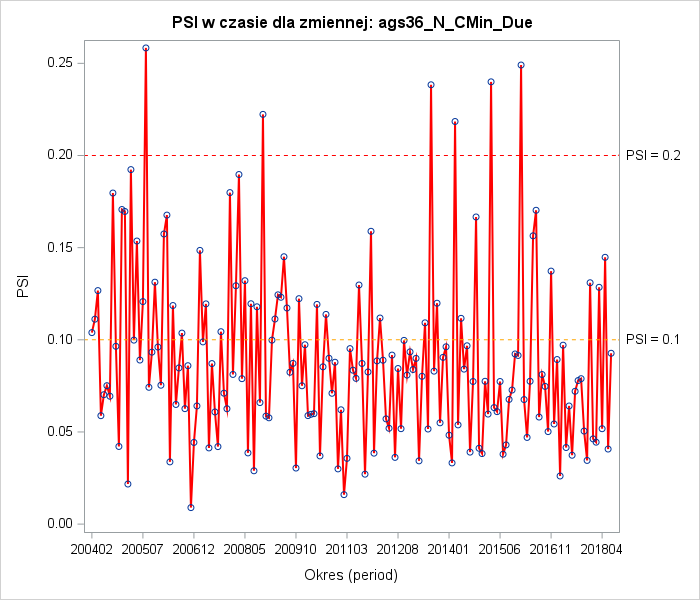 PSI w czasie dla zmiennej: ags36_N_CMin_Due
0.25
0.20
0.15
0.10
0.05
0.00
PSI
PSI = 0.2
PSI = 0.1
200402 200507 200612 200805 200910 201103 201208 201401 201506 201611 201804
Okres (period)